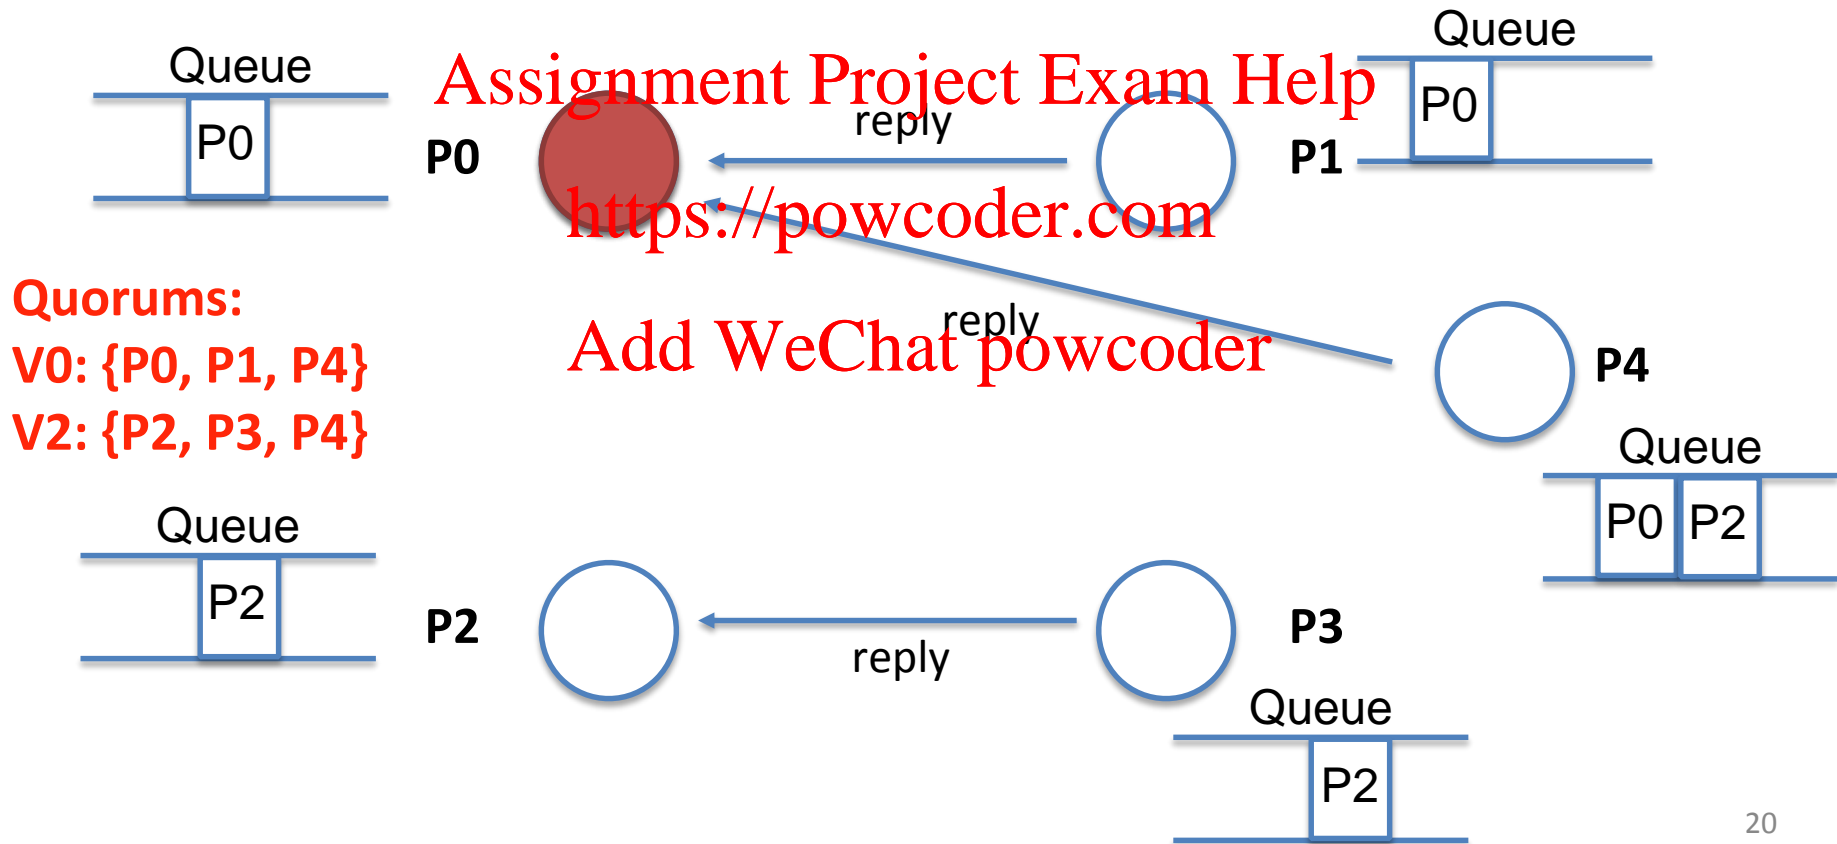 Queue
Queue
Assignment Project Exam Help
P0
P0
P0
reply
P1
https://powcoder.com
Quorums:
V0: {P0, P1, P4}
V2: {P2, P3, P4}
reply
Add WeChat powcoder
P4
Queue
P0 P2
Queue
P2
P2
reply
P3
Queue
P2
20